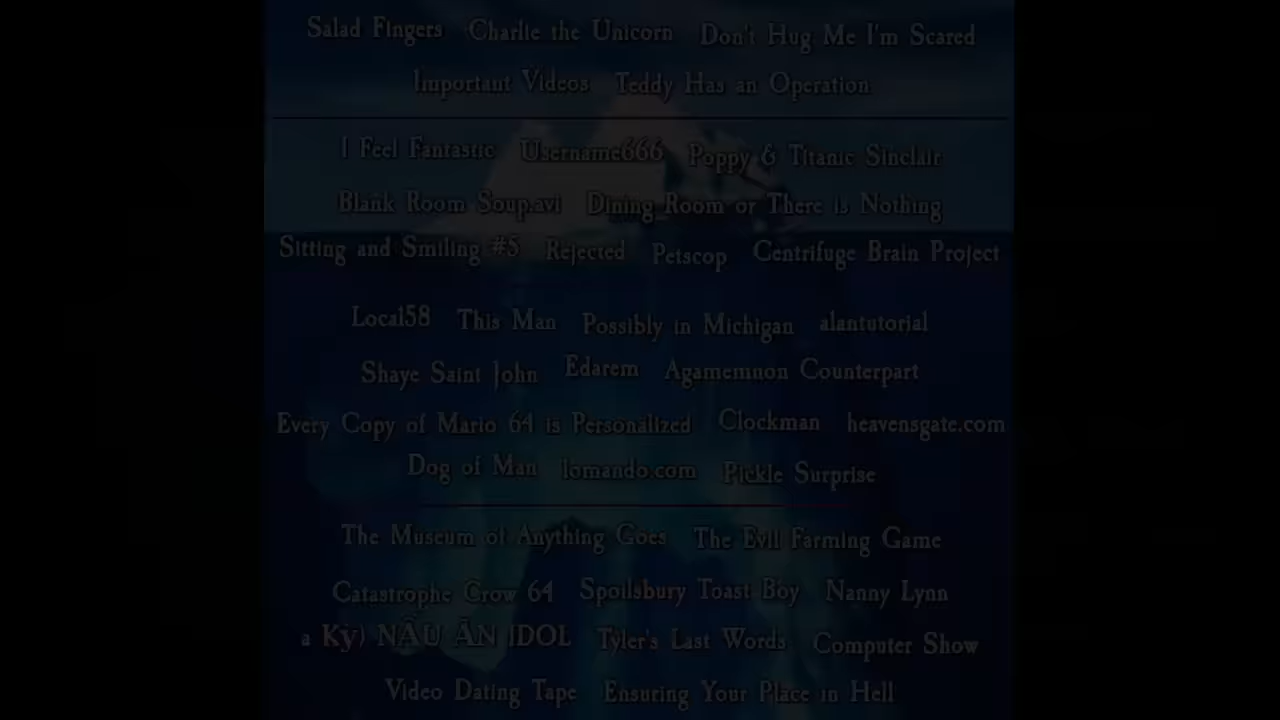 Salad Fingers Charlie the Unicorn Don't Hug Me I'm Scared
Important Videos Teddy Has an Operation
I Feel Fantastic Username666 Poppy & Titanic Sinclair
Blank Room Soup.avi Dining Room or There is Nothing
Sitting and Smiling #5 Rejected Petscop Centrifuge Brain Project
Local58 This Man Possibly in Michigan alantutorial
Shaye Saint John Edarem Agamemnon Counterpart
Every Copy of Mario 64 is Personalized Clockman heavensgate.com
Dog of Man lomando.com Pickle Surprise
The Museum of Anything Goes The Evil Farming Game
Catastrophe Crow 64 Spoilsbury Toast Boy Nanny Lynn
NẤU ĂN IDOL Tyler's Last Words Computer Show
Video Dating Tape Ensuring Your Place in Hell